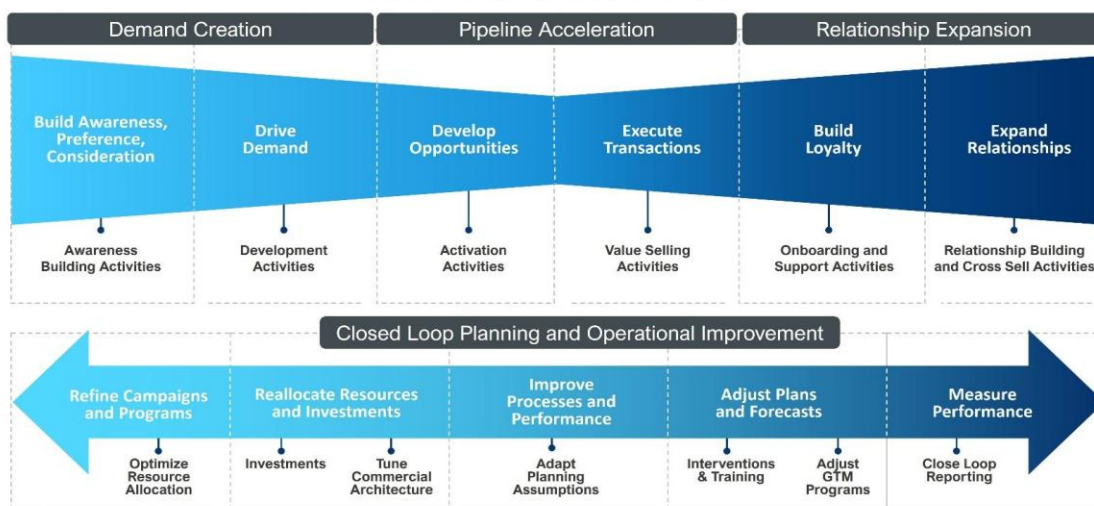 Demand Creation
Pipeline Acceleration
Relationship Expansion
Build Awareness,
Preference,
Consideration
Drive
Demand
Develop
Opportunities
Execute
Transactions
Build
Loyalty
Expand
Relationships
Awareness
Building Activities
Development
Activities
Activation
Activities
Value Selling
Activities
Onboarding and
Support Activities
Relationship Building
and Cross Sell Activities
Closed Loop Planning and Operational Improvement
Refine Campaigns
and Programs
Reallocate Resources
and Investments
Improve
Processes and
Performance
Adjust Plans
and Forecasts
Measure
Performance
Optimize
Resource
Allocation
Investments
Tune
Commercial
Architecture
Adapt
Planning
Assumptions
Interventions
& Training
Adjust
GTM
Programs
Close Loop
Reporting